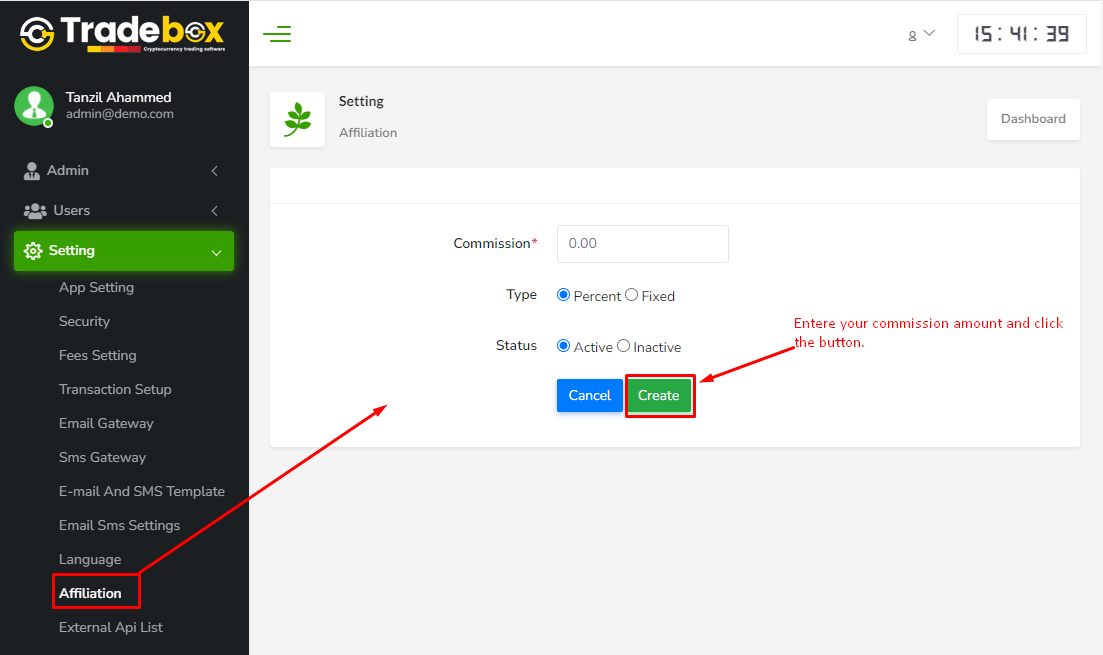 Tradebox
Cryptocurrency trading software
15:41:39
Tanzil Ahammed
admin@demo.com
Setting
Affiliation
Dashboard
Admin
Users
Setting
App Setting
Security
Fees Setting
Transaction Setup
Email Gateway
Sms Gateway
E-mail And SMS Template
Email Sms Settings
Language
Affiliation
External Api List
Commission*
0.00
Type
Percent Fixed
Status
Active Inactive
Cancel Create
Entere your commission amount and click
the button.